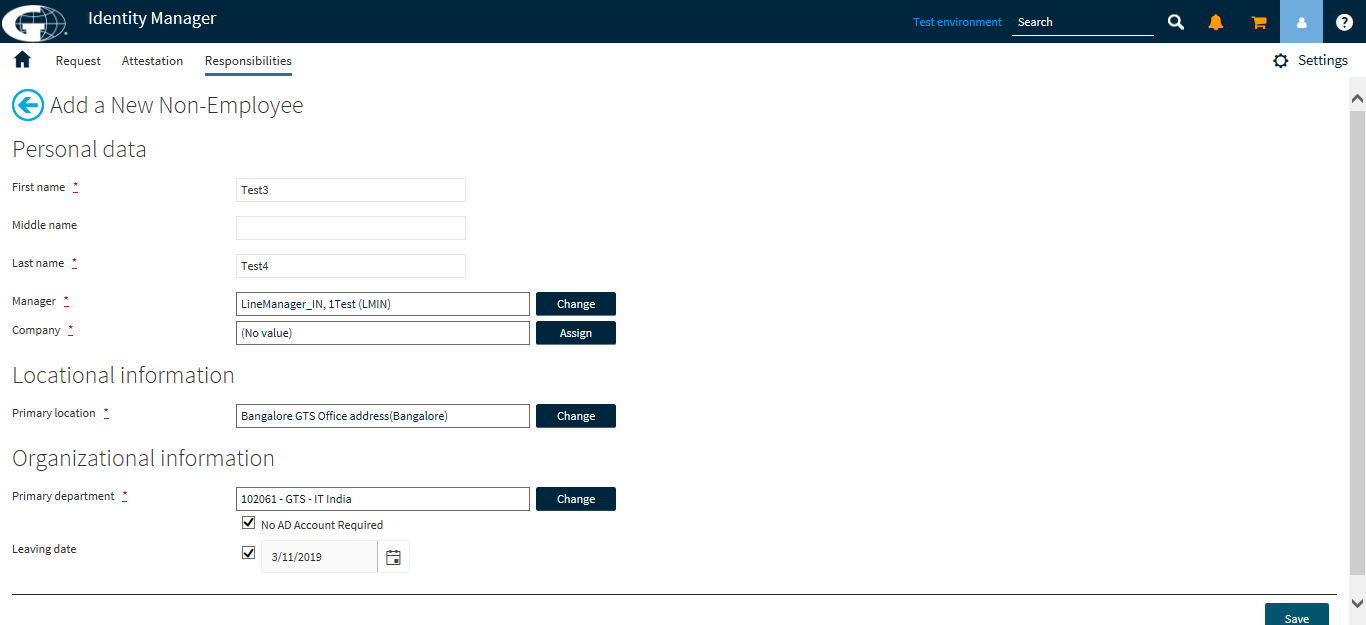 Identity Manager
Test environment
Search
Request Attestation Responsibilities
Settings
Add a New Non-Employee
Personal data
First name * Test3
Middle name
Last name * Test4
Manager * LineManager_IN, 1Test (LMIN) Change
Company * (No value) Assign
Locational information
Primary location * Bangalore GTS Office address(Bangalore) Change
Organizational information
Primary department * 102061 - GTS - IT India Change
No AD Account Required
Leaving date 3/11/2019
Save